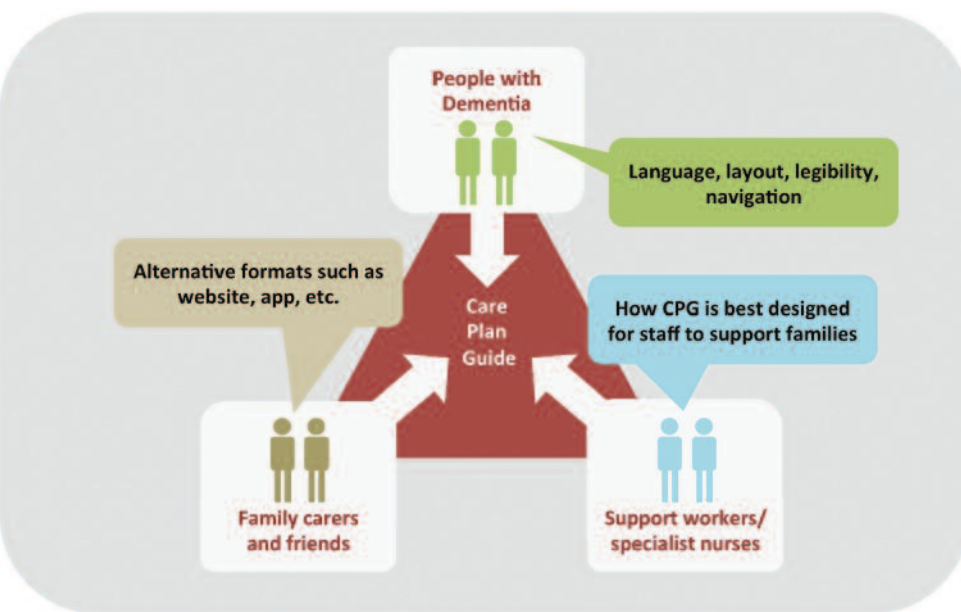 People with
Dementia
Language, layout, legibility,
navigation
Alternative formats such as
website, app, etc.
How CPG is best designed
for staff to support families
Care
Plan
Guide
Family carers
and friends
Support workers/
specialist nurses